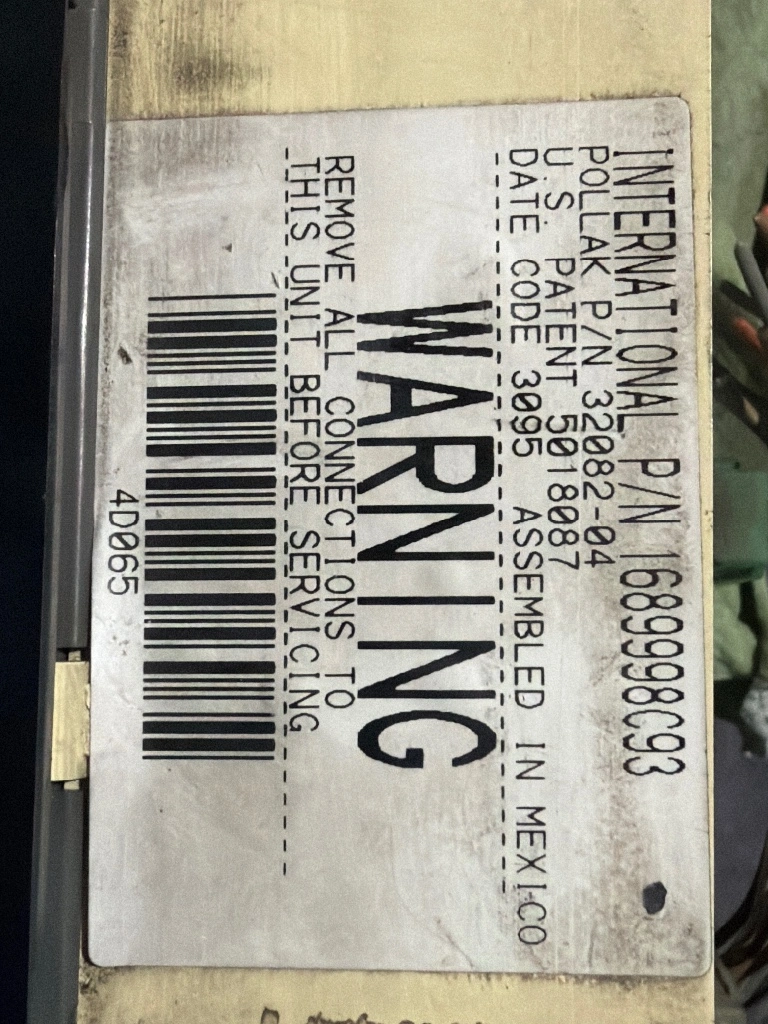 INTERNATIONAL P/N 1689998C93
POLLAK P/N 32082-04
U.S. PATENT 5018087
DATE CODE 3095 ASSEMBLED IN MEXICO
WARNING
REMOVE ALL CONNECTIONS TO
THIS UNIT BEFORE SERVICING
4D065